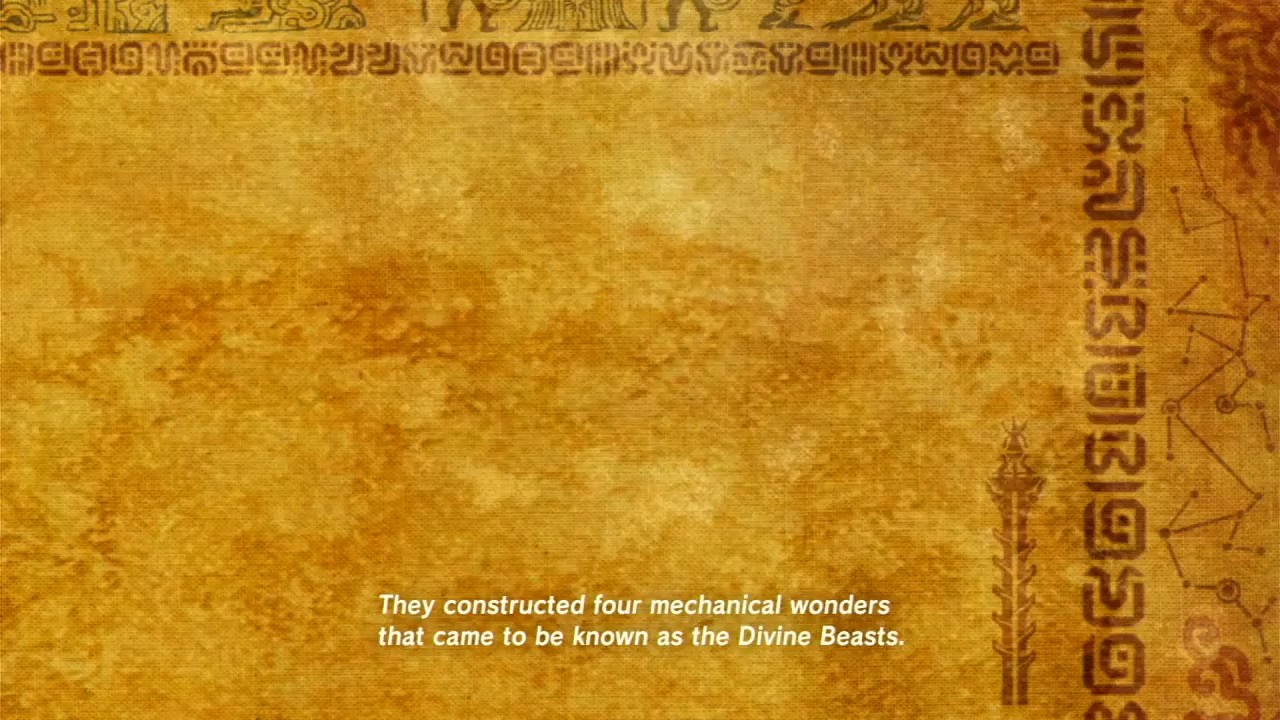 They constructed four mechanical wonders
that came to be known as the Divine Beasts.